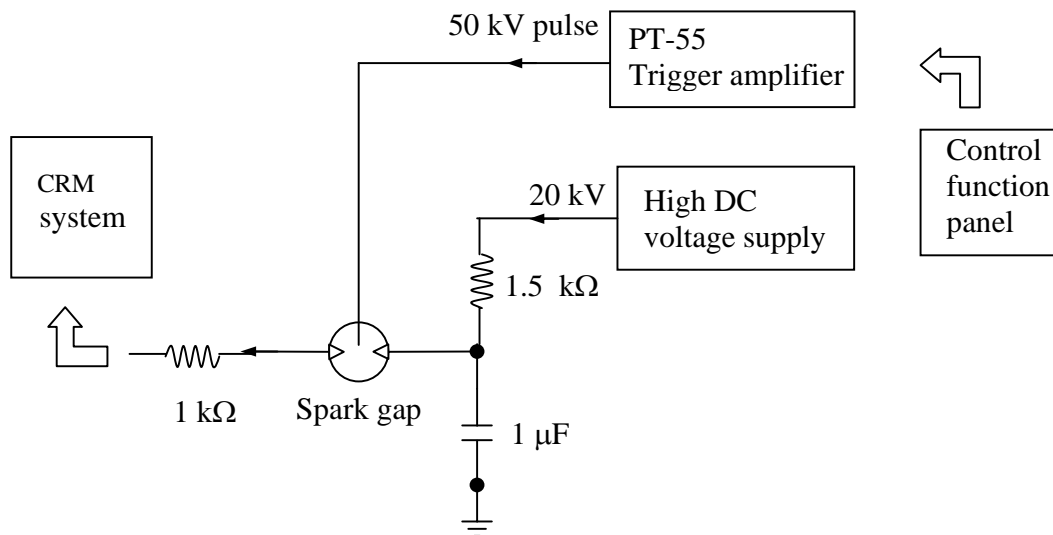 50 kV pulse
PT-55
Trigger amplifier
CRM
system
Control
function
panel
20 kV
High DC
voltage supply
1.5 kΩ
1 kΩ
Spark gap
1 μF